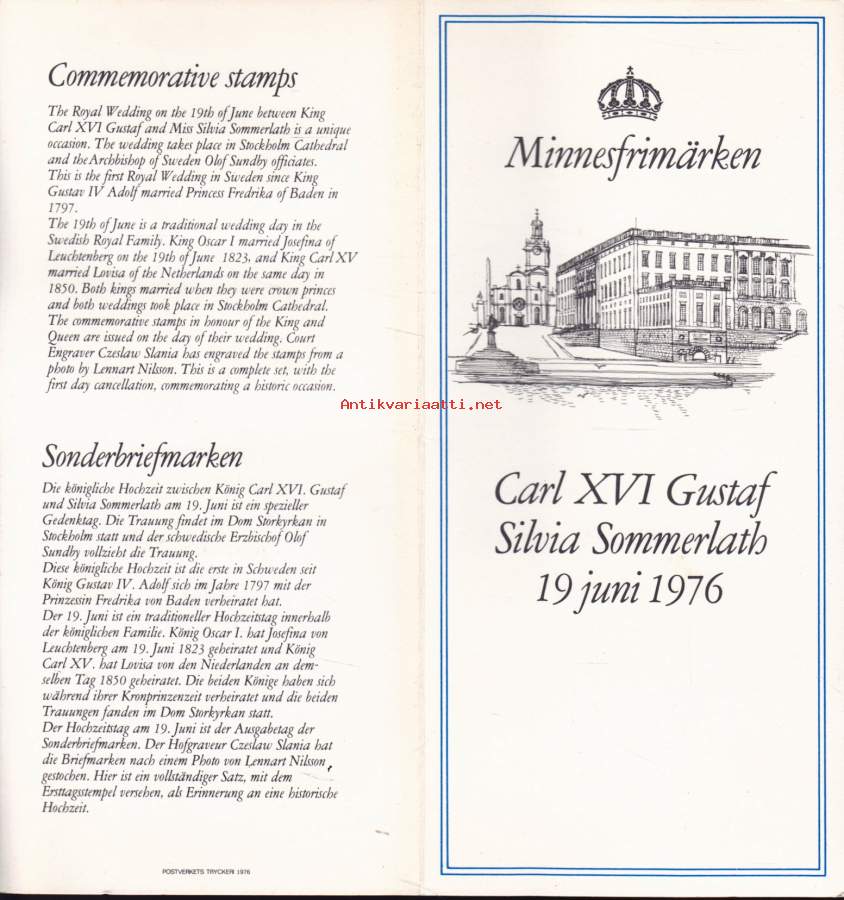 Commemorative stamps
The Royal Wedding on the 19th of June between King
Carl XVI Gustaf and Miss Silvia Sommerlath is a unique
occasion. The wedding takes place in Stockholm Cathedral
and the Archbishop of Sweden Olof Sundby officiates.
This is the first Royal Wedding in Sweden since King
Gustav IV Adolf married Princess Fredrika of Baden in
1797.
The 19th of June is a traditional wedding day in the
Swedish Royal Family. King Oscar I married Josefina of
Leuchtenberg on the 19th of June 1823, and King Carl XV
married Lovisa of the Netherlands on the same day in
1850. Both kings married when they were crown princes
and both weddings took place in Stockholm Cathedral.
The commemorative stamps in honour of the King and
Queen are issued on the day of their wedding. Court
Engraver Czeslaw Slania has engraved the stamps from a
photo by Lennart Nilsson. This is a complete set, with the
first day cancellation, commemorating a historic occasion.
Sonderbriefmarken
Die königliche Hochzeit zwischen König Carl XVI. Gustaf
und Silvia Sommerlath am 19. Juni ist ein spezieller
Gedenktag. Die Trauung findet im Dom Storkyrkan in
Stockholm statt und der schwedische Erzbischof Olof
Sundby vollzieht die Trauung.
Diese königliche Hochzeit ist die erste in Schweden seit
König Gustav IV. Adolf sich im Jahre 1797 mit der
Prinzessin Fredrika von Baden verheiratet hat.
Der 19. Juni ist ein traditioneller Hochzeitstag innerhalb
der königlichen Familie. König Oscar I. hat Josefina von
Leuchtenberg am 19. Juni 1823 geheiratet und König
Carl XV. hat Lovisa von den Niederlanden an dem-
selben Tag 1850 geheiratet. Die beiden Könige haben sich
während ihrer Kronprinzenzeit verheiratet und die beiden
Trauungen fanden im Dom Storkyrkan statt.
Der Hochzeitstag am 19. Juni ist der Ausgabetag der
Sonderbriefmarken. Der Hofgraveur Czeslaw Slania hat
die Briefmarken nach einem Photo von Lennart Nilsson
gestochen. Hier ist ein vollständiger Satz, mit dem
Ersttagsstempel versehen, als Erinnerung an eine historische
Hochzeit.
POSTVERKETS TRYCKERI 1976
Minnesfrimärken
Antikvariaatti.net
Carl XVI Gustaf
Silvia Sommerlath
19 juni 1976